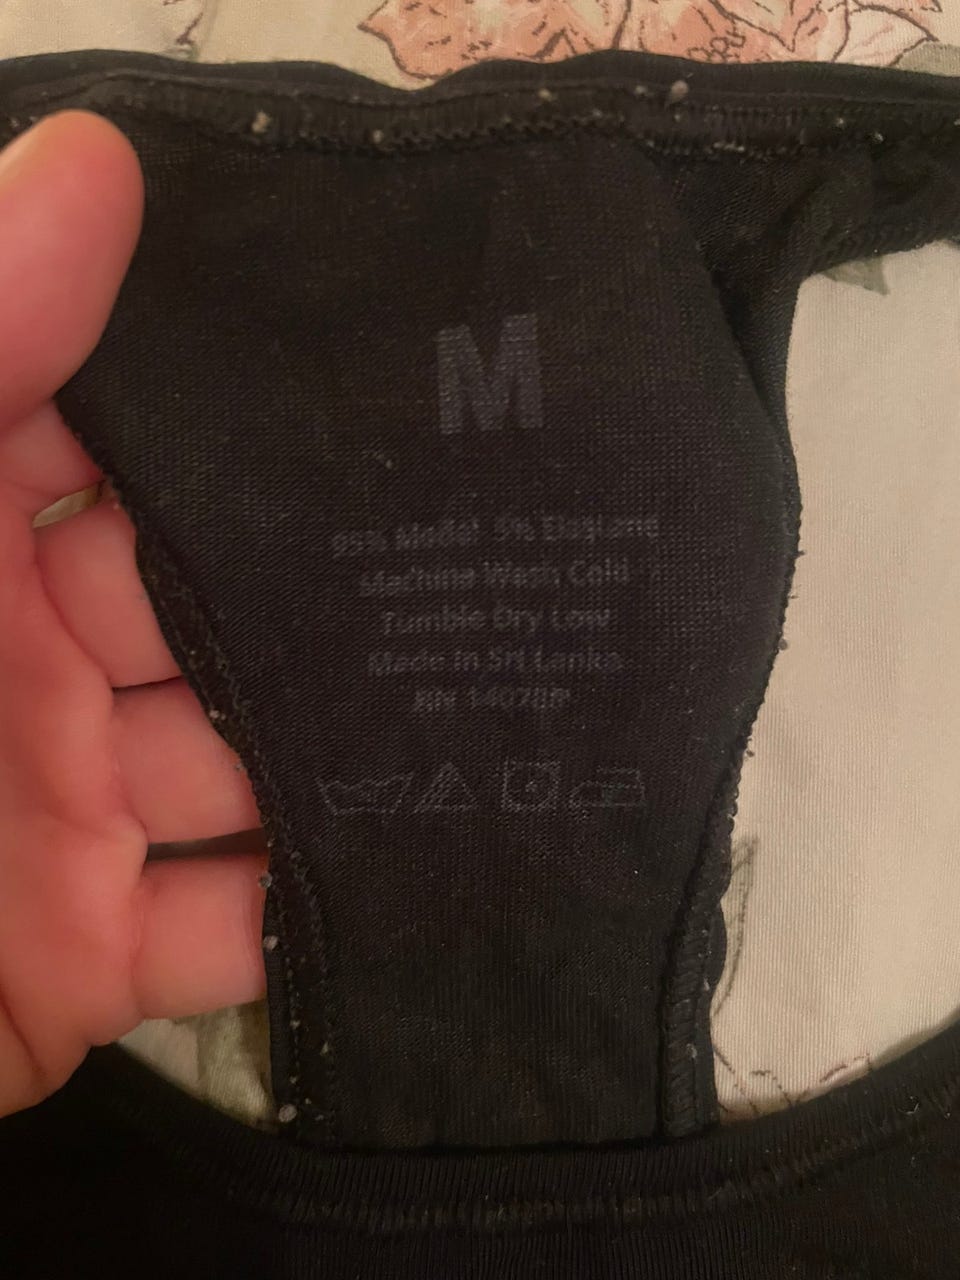 M
95% Modal 5% Elastane
Machine Wash Cold
Tumble Dry Low
Made in Sri Lanka
RN